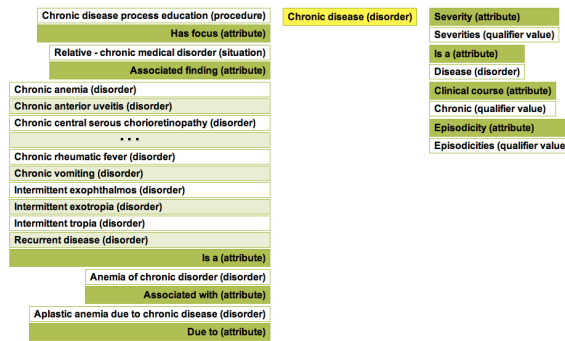 Chronic disease process education (procedure)
Has focus (attribute)
Relative - chronic medical disorder (situation)
Associated finding (attribute)
Chronic anemia (disorder)
Chronic anterior uveitis (disorder)
Chronic central serous chorioretinopathy (disorder)
• • •
Chronic rheumatic fever (disorder)
Chronic vomiting (disorder)
Intermittent exophthalmos (disorder)
Intermittent exotropia (disorder)
Intermittent tropia (disorder)
Recurrent disease (disorder)
Is a (attribute)
Anemia of chronic disorder (disorder)
Associated with (attribute)
Aplastic anemia due to chronic disease (disorder)
Due to (attribute)
Chronic disease (disorder)
Severity (attribute)
Severities (qualifier value)
Is a (attribute)
Disease (disorder)
Clinical course (attribute)
Chronic (qualifier value)
Episodicity (attribute)
Episodicities (qualifier value